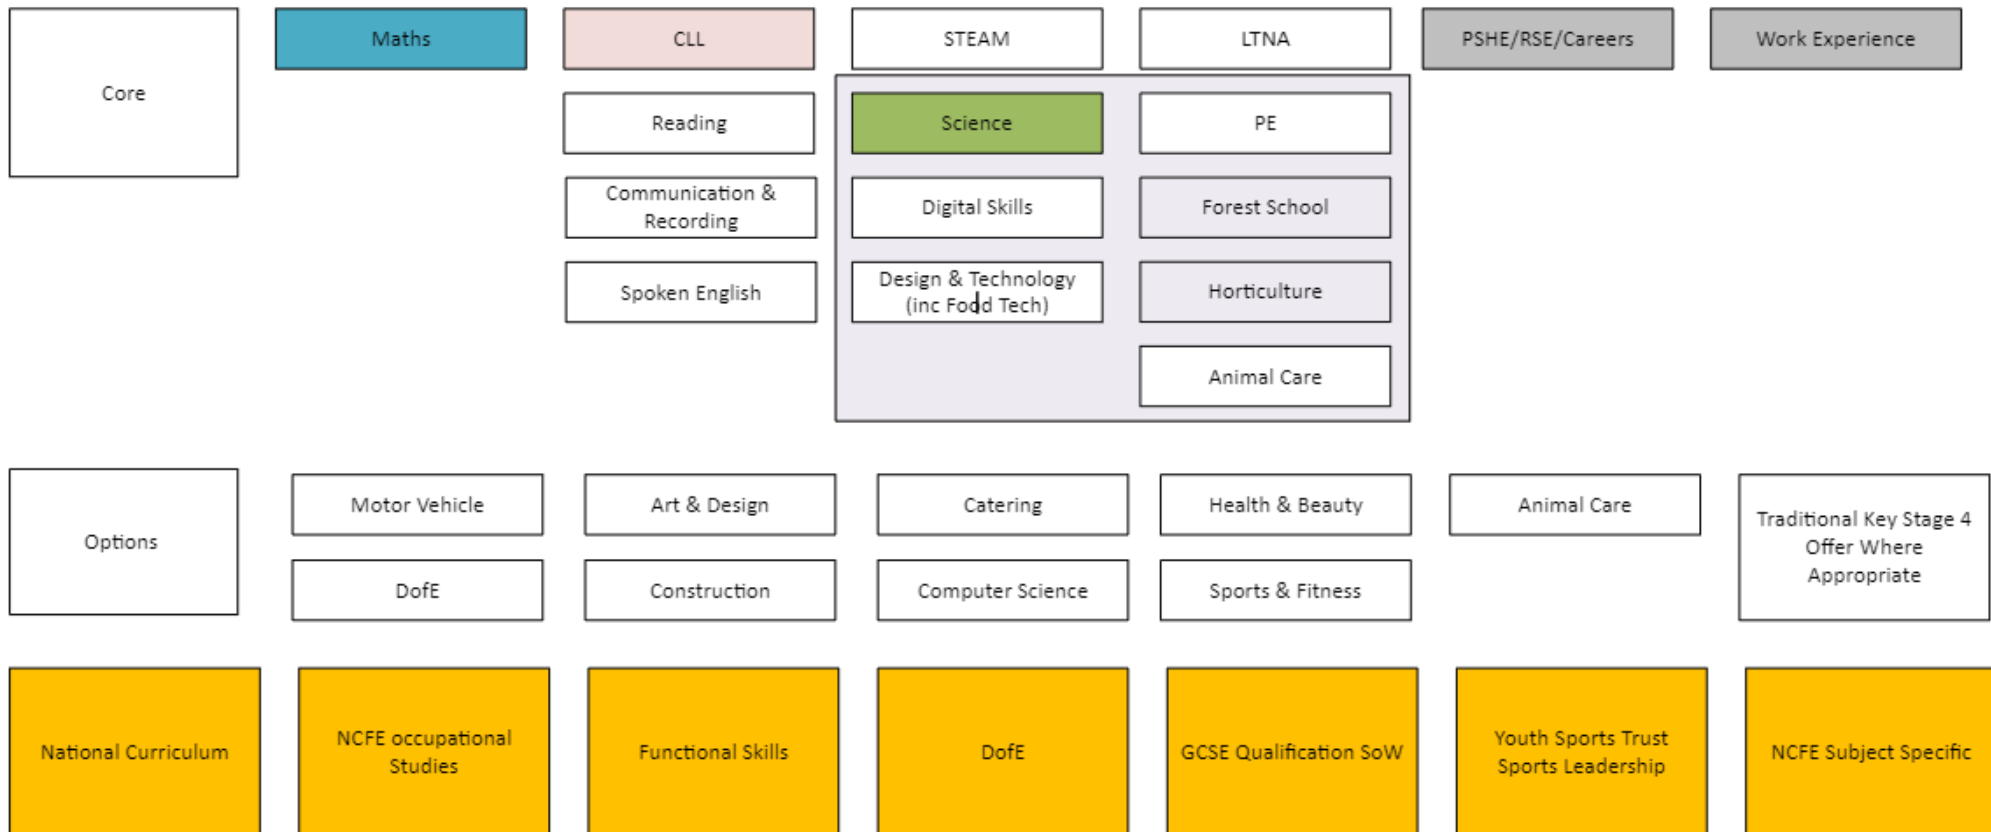 Core
Maths
CLL
STEAM
LTNA
PSHE/RSE/Careers
Work Experience
Reading
Science
PE
Communication &
Recording
Digital Skills
Forest School
Spoken English
Design & Technology
(inc Food Tech)
Horticulture
Animal Care
Options
Motor Vehicle
Art & Design
Catering
Health & Beauty
Animal Care
Traditional Key Stage 4
Offer Where
Appropriate
DofE
Construction
Computer Science
Sports & Fitness
National Curriculum
NCFE occupational
Studies
Functional Skills
DofE
GCSE Qualification SoW
Youth Sports Trust
Sports Leadership
NCFE Subject Specific